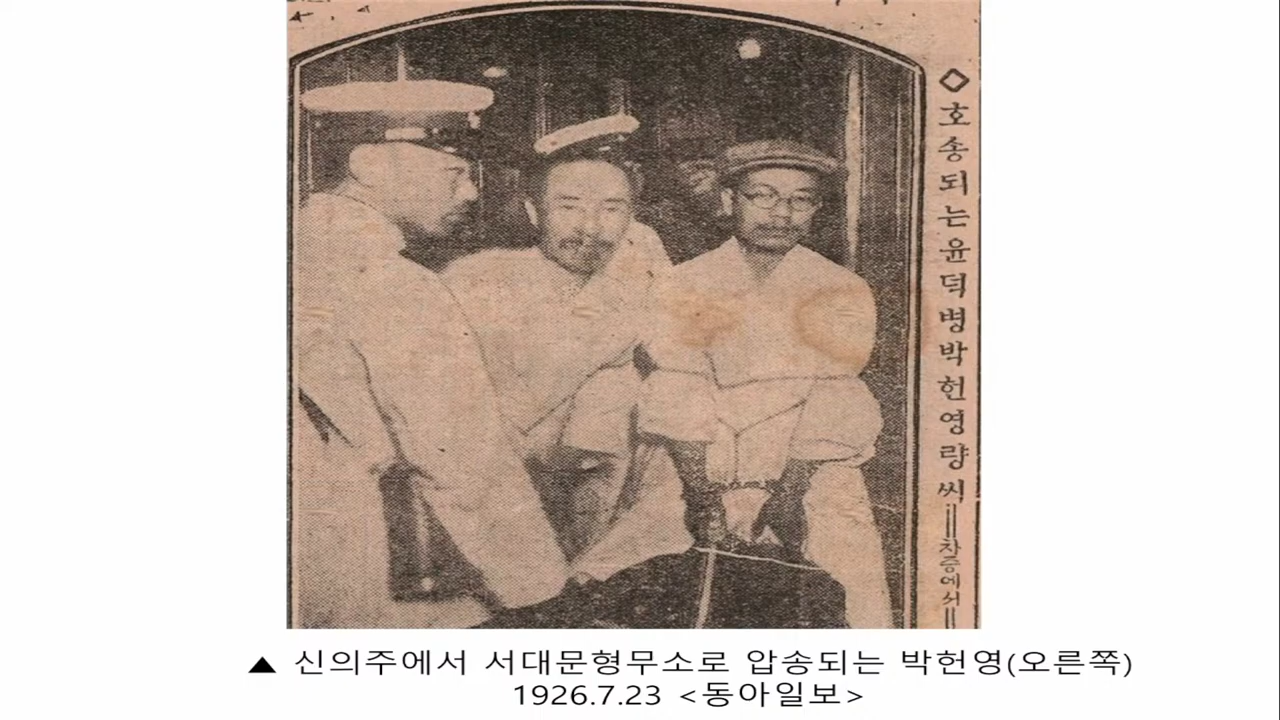 ◇호송되는윤덕병박헌영량씨=차중에서=
▲ 신의주에서 서대문형무소로 압송되는 박헌영(오른쪽)
1926.7.23 <동아일보>